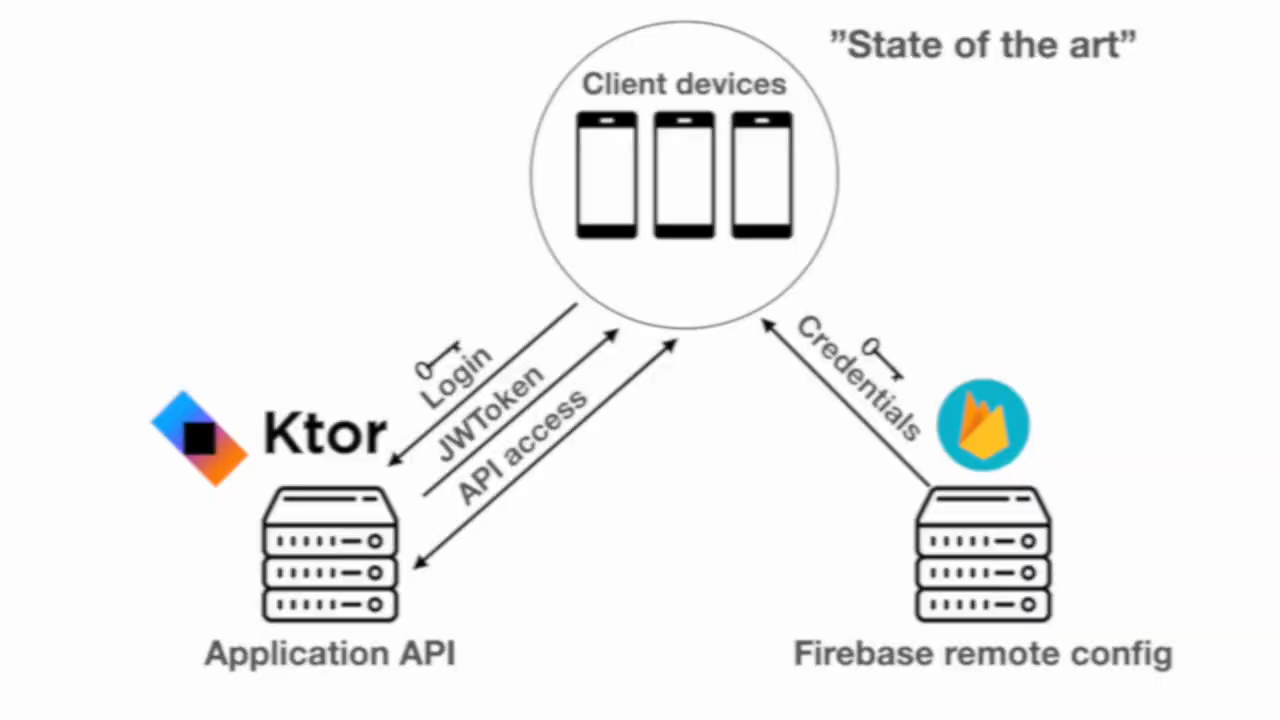 ”State of the art”
Client devices
Login
JWToken
API access
Credentials
Ktor
Application API
Firebase remote config